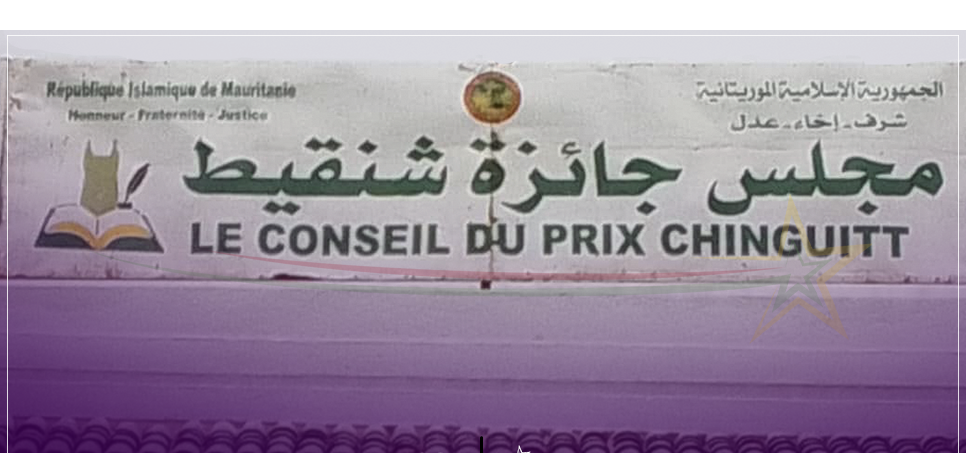 République Islamique de Mauritanie
Honneur - Fraternité - Justice
الجمهورية الإسلامية الموريتانية
شرف - إخاء - عدل
مجلس جائزة شنقيط
LE CONSEIL DU PRIX CHINGUITT